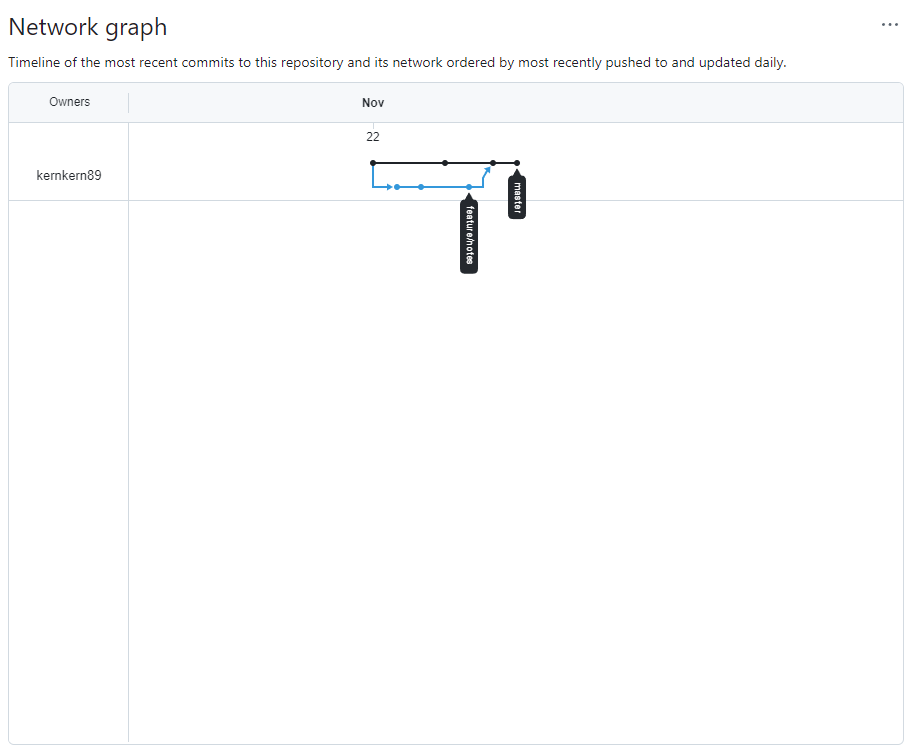 Network graph
Timeline of the most recent commits to this repository and its network ordered by most recently pushed to and updated daily.
Owners
Nov
22
kernkern89
master
feature/notes